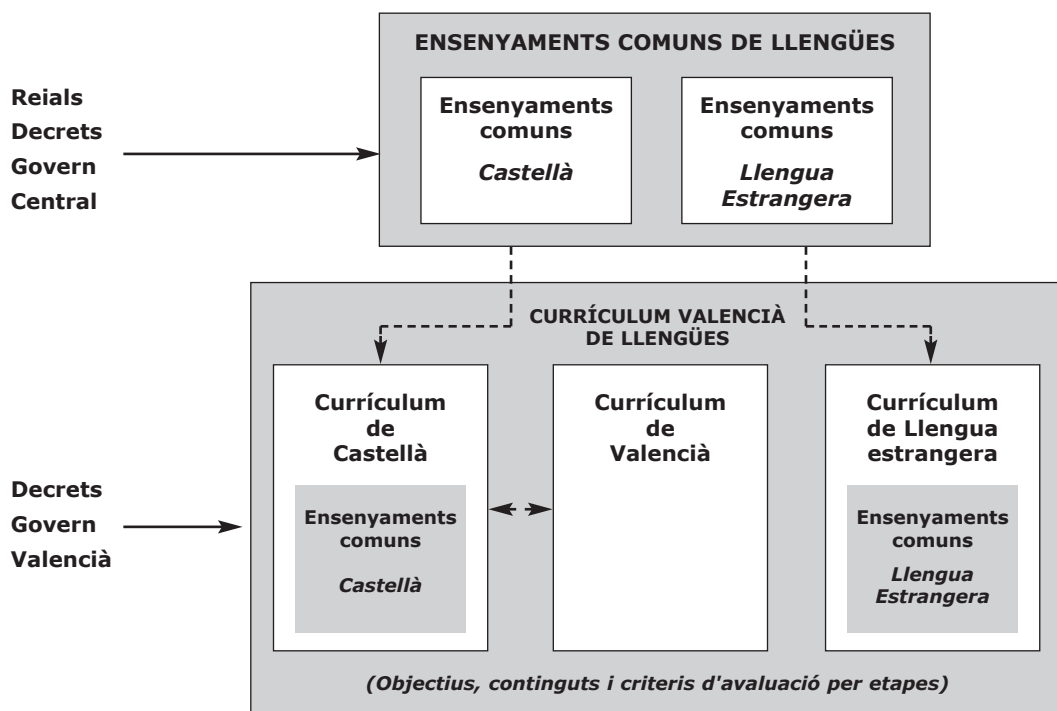 ENSENYAMENTS COMUNS DE LLENGÜES
Reials
Decrets
Govern
Central
Ensenyaments
comuns
Castellà
Ensenyaments
comuns
Llengua
Estrangera
CURRÍCULUM VALENCIÀ
DE LLENGÜES
Decrets
Govern
Valencià
Currículum
de
Castellà
Ensenyaments
comuns
Castellà
Currículum
de
Valencià
Currículum
de Llengua
estrangera
Ensenyaments
comuns
Llengua
Estrangera
(Objectius, continguts i criteris d'avaluació per etapes)